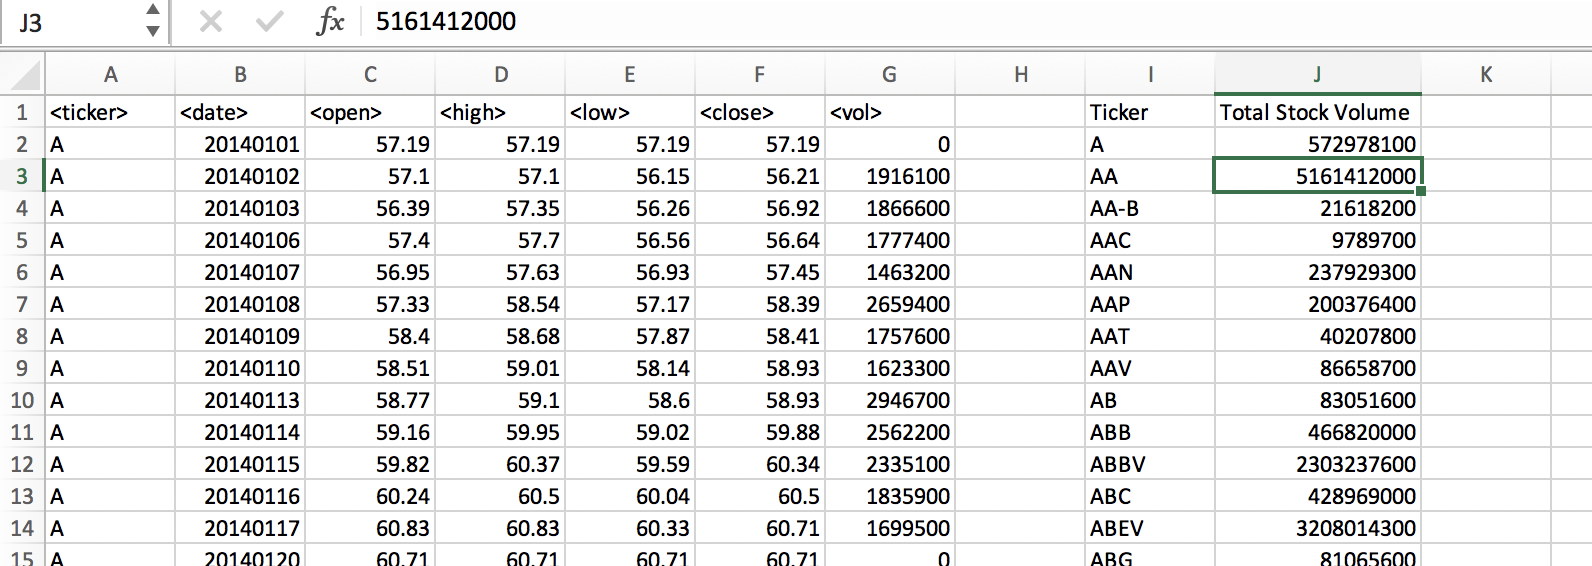 J3 fx 5161412000
A B C D E F G H I J K
1 <ticker> <date> <open> <high> <low> <close> <vol> Ticker Total Stock Volume
2 A 20140101 57.19 57.19 57.19 57.19 0 A 572978100
3 A 20140102 57.1 57.1 56.15 56.21 1916100 AA 5161412000
4 A 20140103 56.39 57.35 56.26 56.92 1866600 AA-B 21618200
5 A 20140106 57.4 57.7 56.56 56.64 1777400 AAC 9789700
6 A 20140107 56.95 57.63 56.93 57.45 1463200 AAN 237929300
7 A 20140108 57.33 58.54 57.17 58.39 2659400 AAP 200376400
8 A 20140109 58.4 58.68 57.87 58.41 1757600 AAT 40207800
9 A 20140110 58.51 59.01 58.14 58.93 1623300 AAV 86658700
10 A 20140113 58.77 59.1 58.6 58.93 2946700 AB 83051600
11 A 20140114 59.16 59.95 59.02 59.88 2562200 ABB 466820000
12 A 20140115 59.82 60.37 59.59 60.34 2335100 ABBV 2303237600
13 A 20140116 60.24 60.5 60.04 60.5 1835900 ABC 428969000
14 A 20140117 60.83 60.83 60.33 60.71 1699500 ABEV 3208014300
15 A 20140120 60.71 60.71 60.71 60.71 0 ABG 81065600